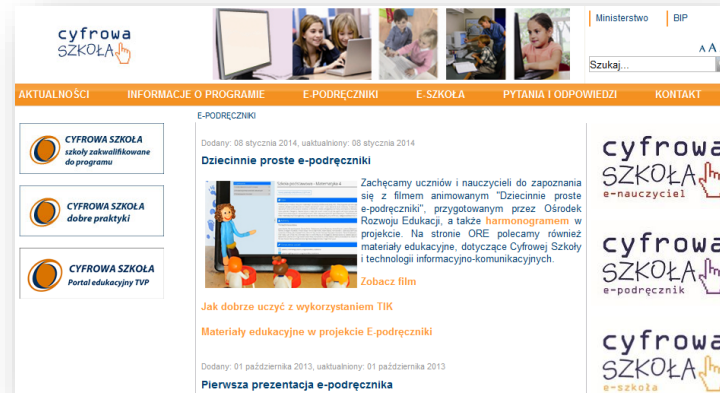 cyfrowa
SZKOŁA
Ministerstwo
BIP
A A
Szukaj...
AKTUALNOŚCI
INFORMACJE O PROGRAMIE
E-PODRĘCZNIKI
E-SZKOŁA
PYTANIA I ODPOWIEDZI
KONTAKT
E-PODRĘCZNIKI
CYFROWA SZKOŁA
szkoły zakwalifikowane
do programu
CYFROWA SZKOŁA
dobre praktyki
CYFROWA SZKOŁA
Portal edukacyjny TVP
Dodany: 08 stycznia 2014, uaktualniony: 08 stycznia 2014
Dziecinnie proste e-podręczniki
Zachęcamy uczniów i nauczycieli do zapoznania
się z filmem animowanym "Dziecinnie proste
e-podręczniki", przygotowanym przez Ośrodek
Rozwoju Edukacji, a także harmonogramem w
projekcie. Na stronie ORE polecamy również
materiały edukacyjne, dotyczące Cyfrowej Szkoły
i technologii informacyjno-komunikacyjnych.
Zobacz film
Jak dobrze uczyć z wykorzystaniem TIK
Materiały edukacyjne w projekcie E-podręczniki
Dodany: 01 października 2013, uaktualniony: 01 października 2013
Pierwsza prezentacja e-podręcznika
cyfrowa
SZKOŁA
e-nauczyciel
cyfrowa
SZKOŁA
e-podręcznik
cyfrowa
SZKOŁA
e-szkoła